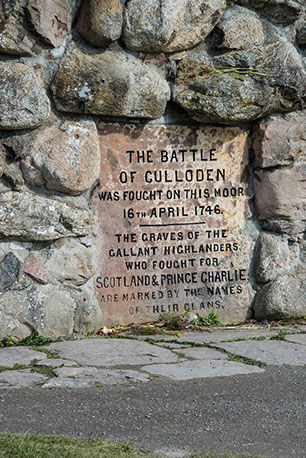 THE BATTLE
OF CULLODEN
WAS FOUGHT ON THIS MOOR
16TH APRIL 1746.
THE GRAVES OF THE
GALLANT HIGHLANDERS
WHO FOUGHT FOR
SCOTLAND & PRINCE CHARLIE
ARE MARKED BY THE NAMES
OF THEIR CLANS.